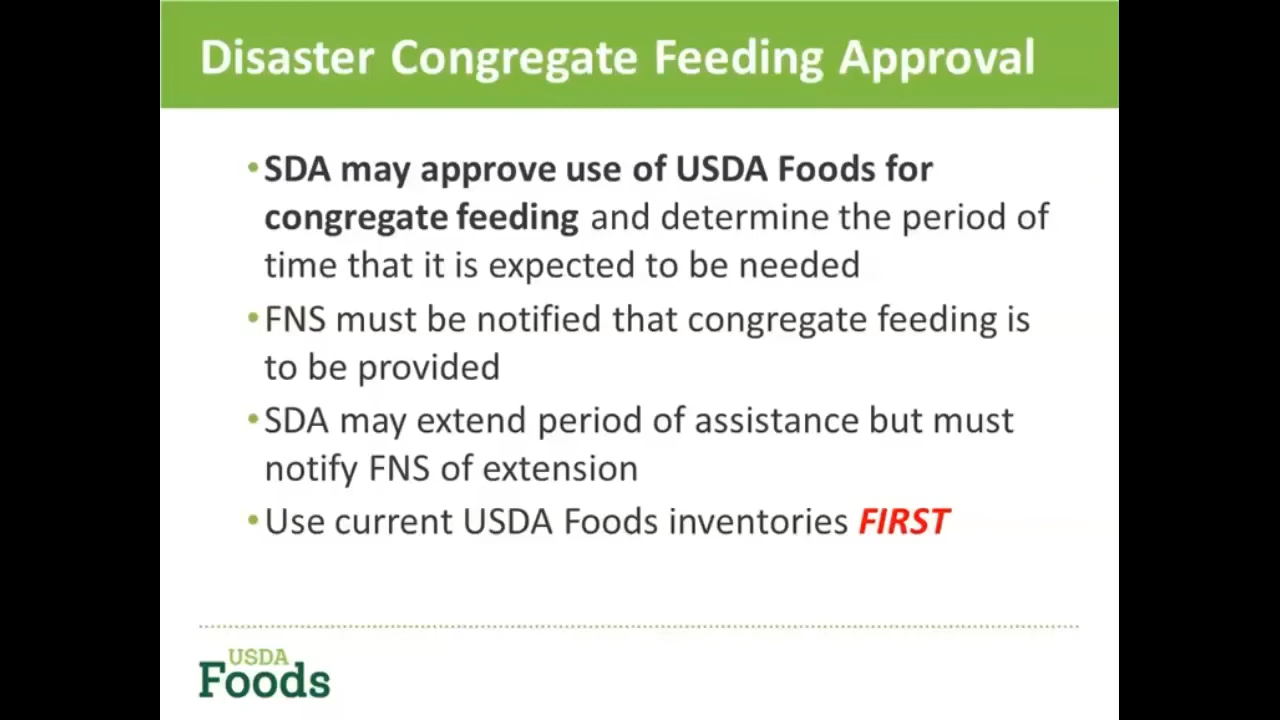 Disaster Congregate Feeding Approval
•SDA may approve use of USDA Foods for
congregate feeding and determine the period of
time that it is expected to be needed
•FNS must be notified that congregate feeding is
to be provided
•SDA may extend period of assistance but must
notify FNS of extension
•Use current USDA Foods inventories FIRST
USDA
Foods